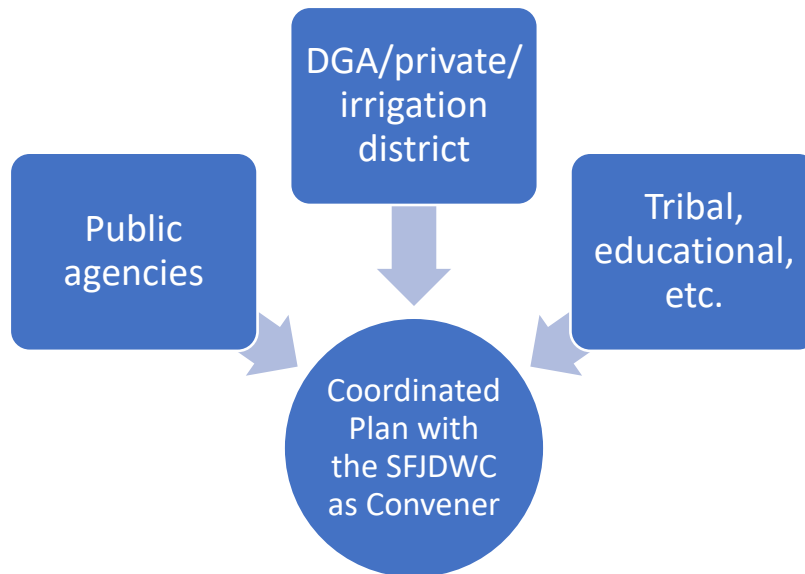 DGA/private/
irrigation
district
Public
agencies
Tribal,
educational,
etc.
Coordinated
Plan with
the SFJDWC
as Convener